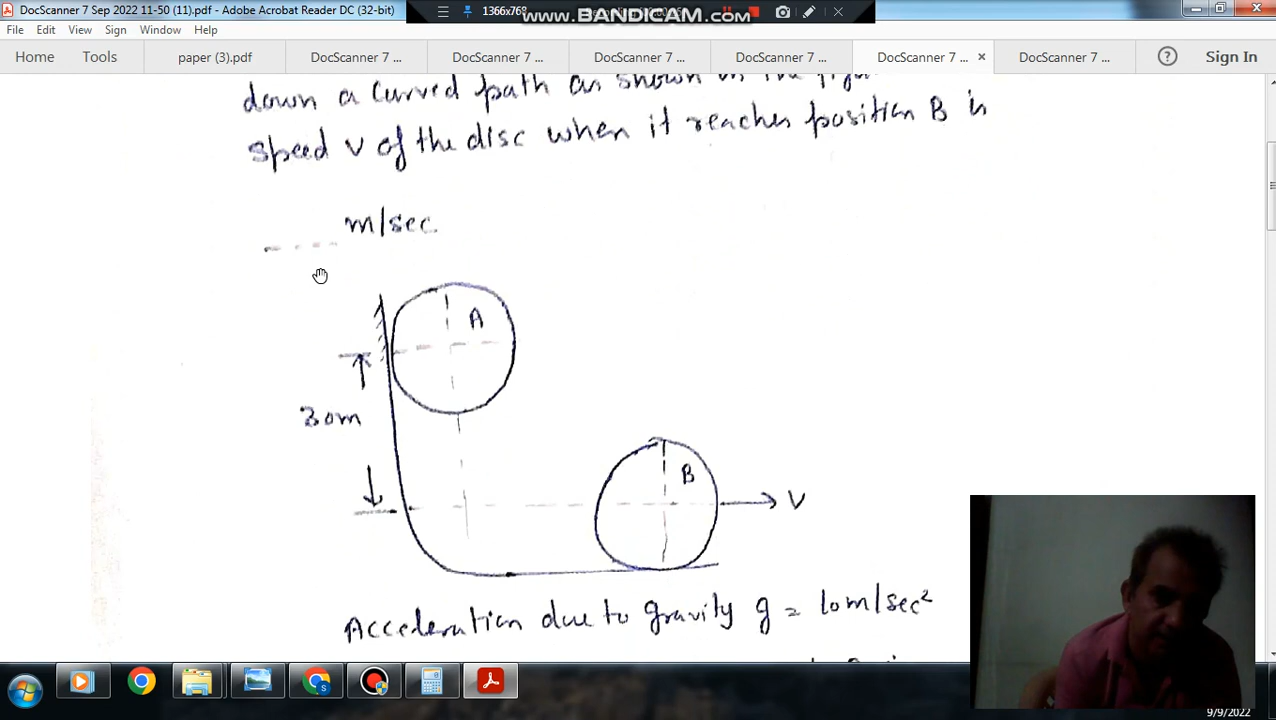 DocScanner 7 Sep 2022 11-50 (11).pdf - Adobe Acrobat Reader DC (32-bit)
1366x768
www.BANDICAM.com
File Edit View Sign Window Help
Home Tools paper (3).pdf DocScanner 7 ... DocScanner 7 ... DocScanner 7 ... DocScanner 7 ... DocScanner 7 ... DocScanner 7 ... Sign In
down a curved path as shown in the
speed V of the disc when it reaches position B is
m/sec.
A
30m
B
V
Acceleration due to gravity g = 10m/sec²
9/9/2022